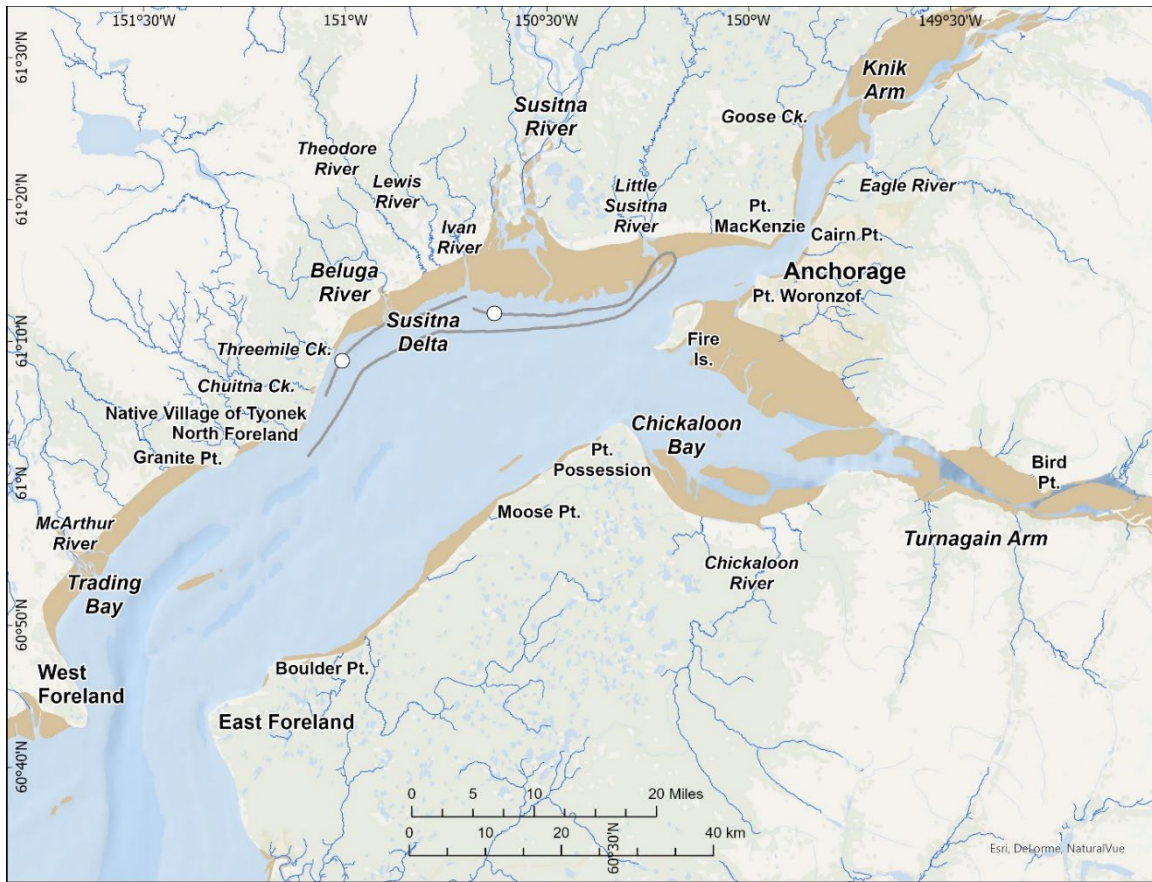 151°30'W
151°W
150°30'W
150°W
149°30'W
61°30'N
61°20'N
61°10'N
61°N
60°50'N
60°40'N
60°30'N
Knik
Arm
Goose Ck.
Susitna
River
Theodore
River
Lewis
River
Little
Susitna
River
Eagle River
Ivan
River
Pt.
MacKenzie
Cairn Pt.
Beluga
River
Anchorage
Pt. Woronzof
Susitna
Delta
Threemile Ck.
Fire
Is.
Chuitna Ck.
Native Village of Tyonek
North Foreland
Granite Pt.
Chickaloon
Bay
Pt.
Possession
Bird
Pt.
Moose Pt.
McArthur
River
Turnagain Arm
Trading
Bay
Chickaloon
River
West
Foreland
Boulder Pt.
East Foreland
0 5 10 20 Miles
0 10 20 40 km
Esri, DeLorme, NaturalVue